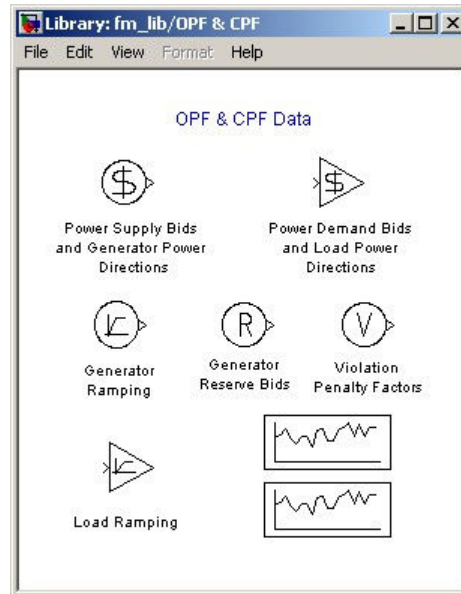 Library: fm_lib/OPF & CPF
File Edit View Format Help
OPF & CPF Data
$
$
Power Supply Bids
and Generator Power
Directions
Power Demand Bids
and Load Power
Directions
R
V
Generator
Ramping
Generator
Reserve Bids
Violation
Penalty Factors
Load Ramping